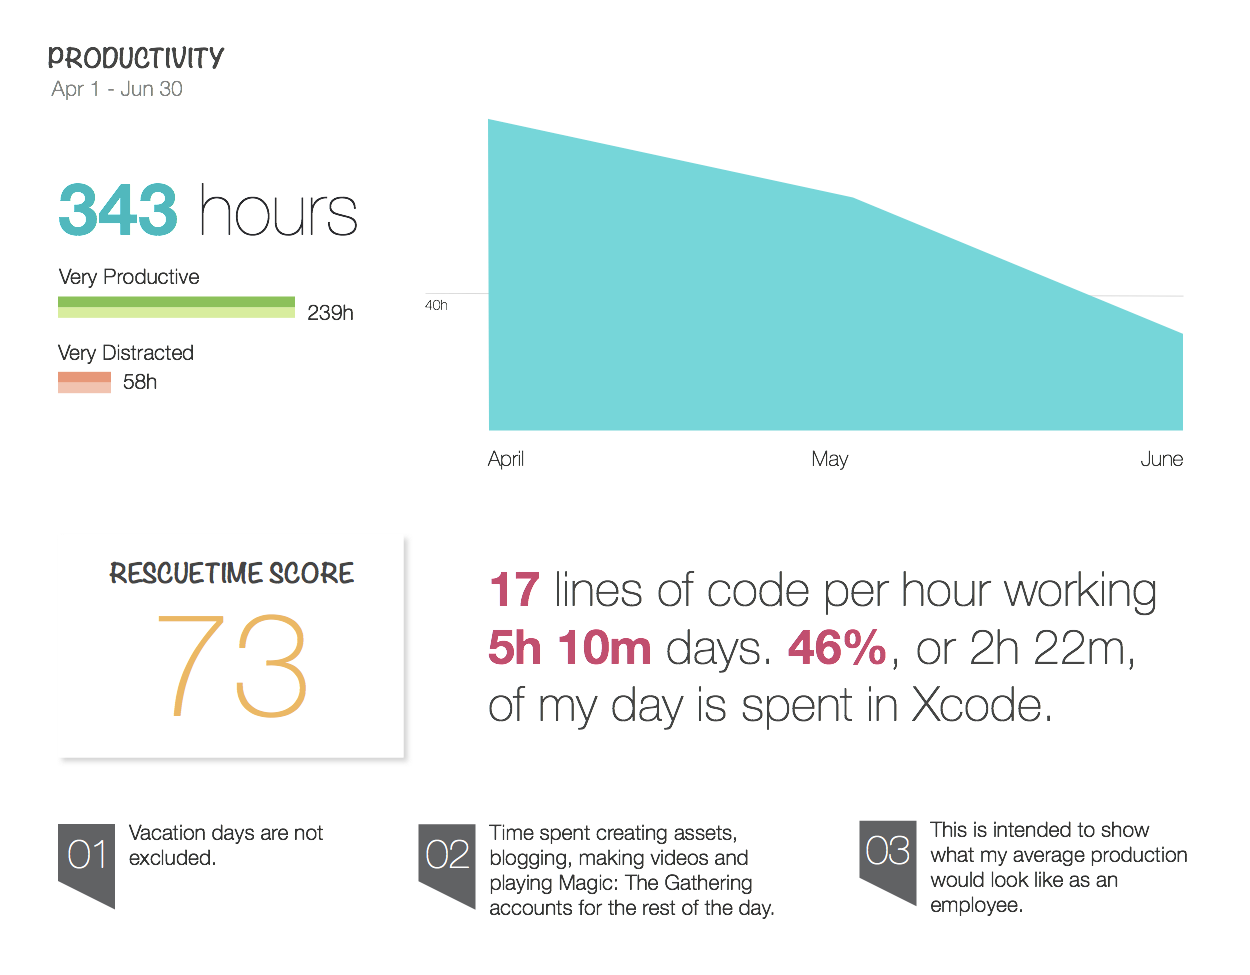 PRODUCTIVITY
Apr 1 - Jun 30
343 hours
Very Productive
239h
Very Distracted
58h
40h
April
May
June
RESCUETIME SCORE
73
17 lines of code per hour working
5h 10m days. 46%, or 2h 22m,
of my day is spent in Xcode.
01
Vacation days are not
excluded.
02
Time spent creating assets,
blogging, making videos and
playing Magic: The Gathering
accounts for the rest of the day.
03
This is intended to show
what my average production
would look like as an
employee.